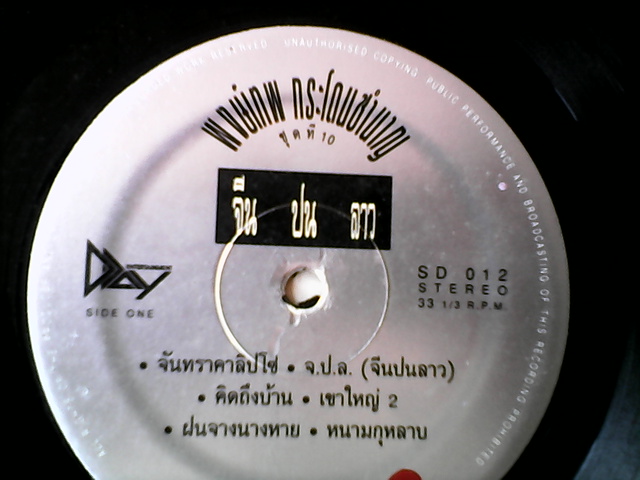 WORK RESERVED UNAUTHORISED COPYING PUBLIC PERFORMANCE AND BROADCASTING OF THIS RECORDING PROHIBITED
พงษ์เทพ กระโดนชำนาญ
ชุดที่ 10
จีน ปน ลาว
SD 012
STEREO
33 1/3 R.P.M.
SIDE ONE
• จันทราคาลิปโซ่ • จ.ป.ล. (จีนปนลาว)
• คิดถึงบ้าน • เขาใหญ่ 2
• ฝนจางนางหาย • หนามกุหลาบ